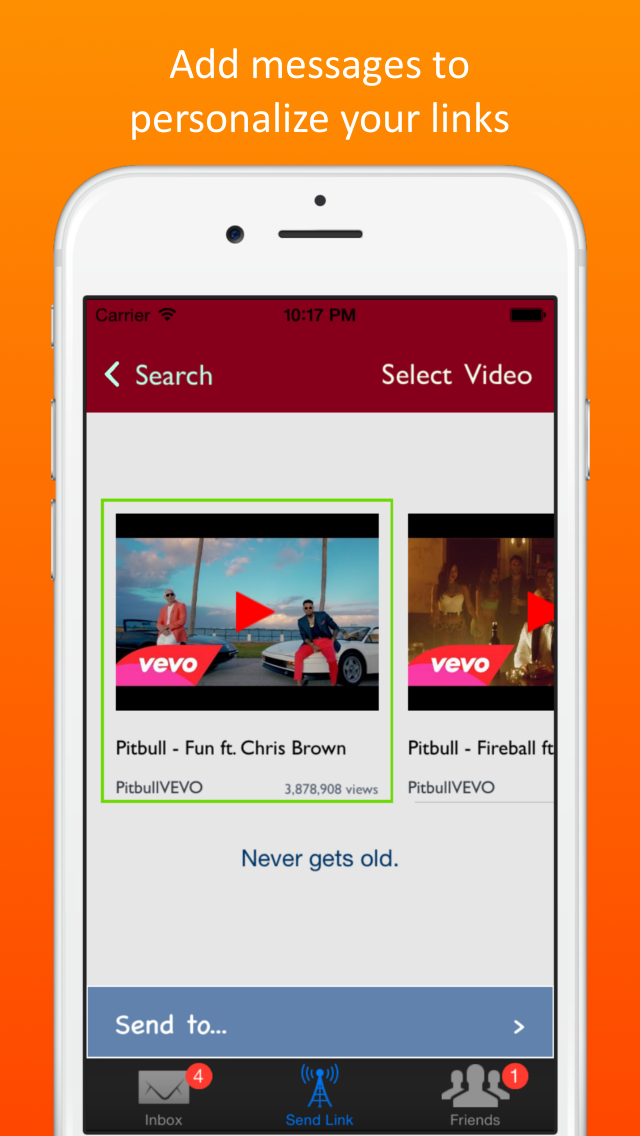 Add messages to
personalize your links
Carrier 10:17 PM
Search Select Video
vevo vevo
Pitbull - Fun ft. Chris Brown Pitbull - Fireball ft
PitbullVEVO 3,878,908 views PitbullVEVO
Never gets old.
Send to...
4 1
Inbox Send Link Friends